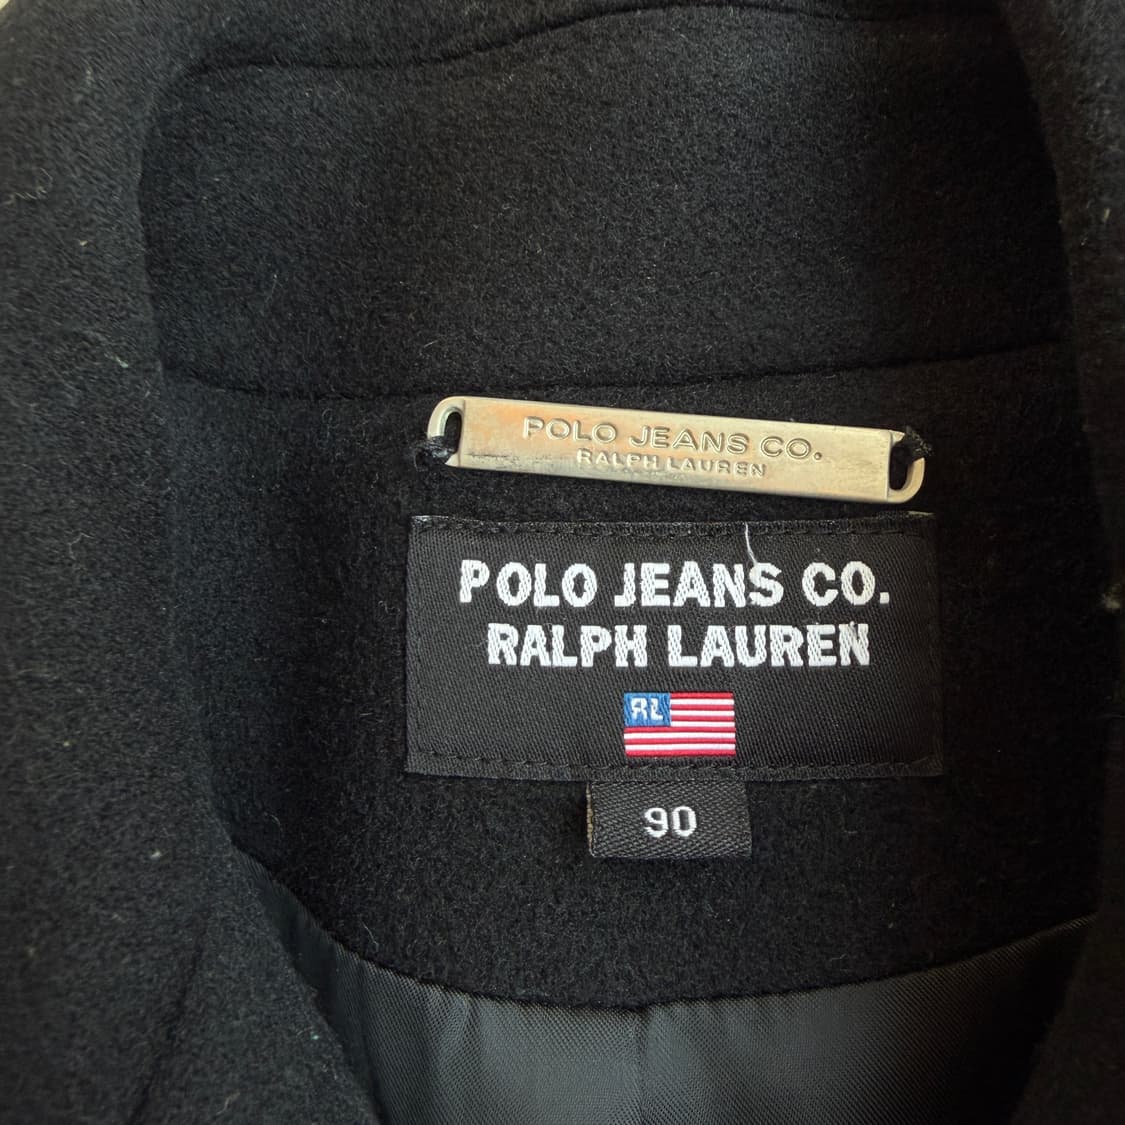 POLO JEANS CO.
RALPH LAUREN
POLO JEANS CO.
RALPH LAUREN
RL
90